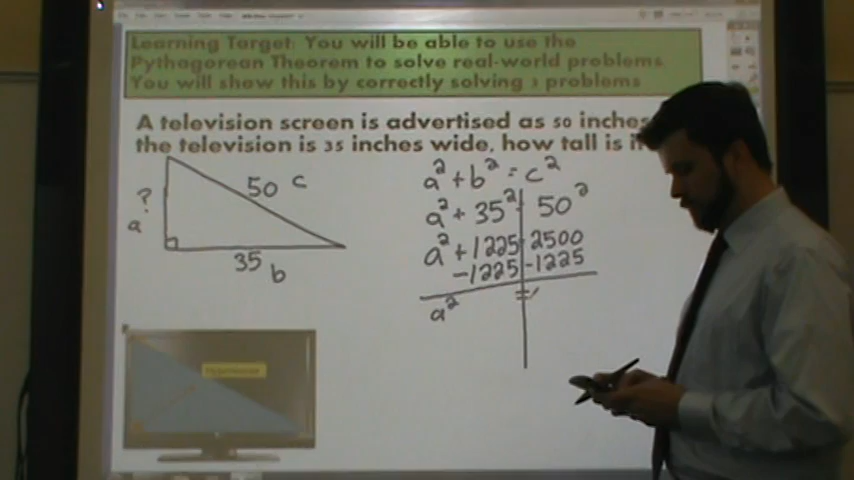 Learning Target: You will be able to use the
Pythagorean Theorem to solve real-world problems.
You will show this by correctly solving 3 problems
A television screen is advertised as 50 inches
the television is 35 inches wide, how tall is
? 50 c
a
35
b
a² + b² = c²
a² + 35² 50²
a² + 1225 2500
-1225 -1225
a² =